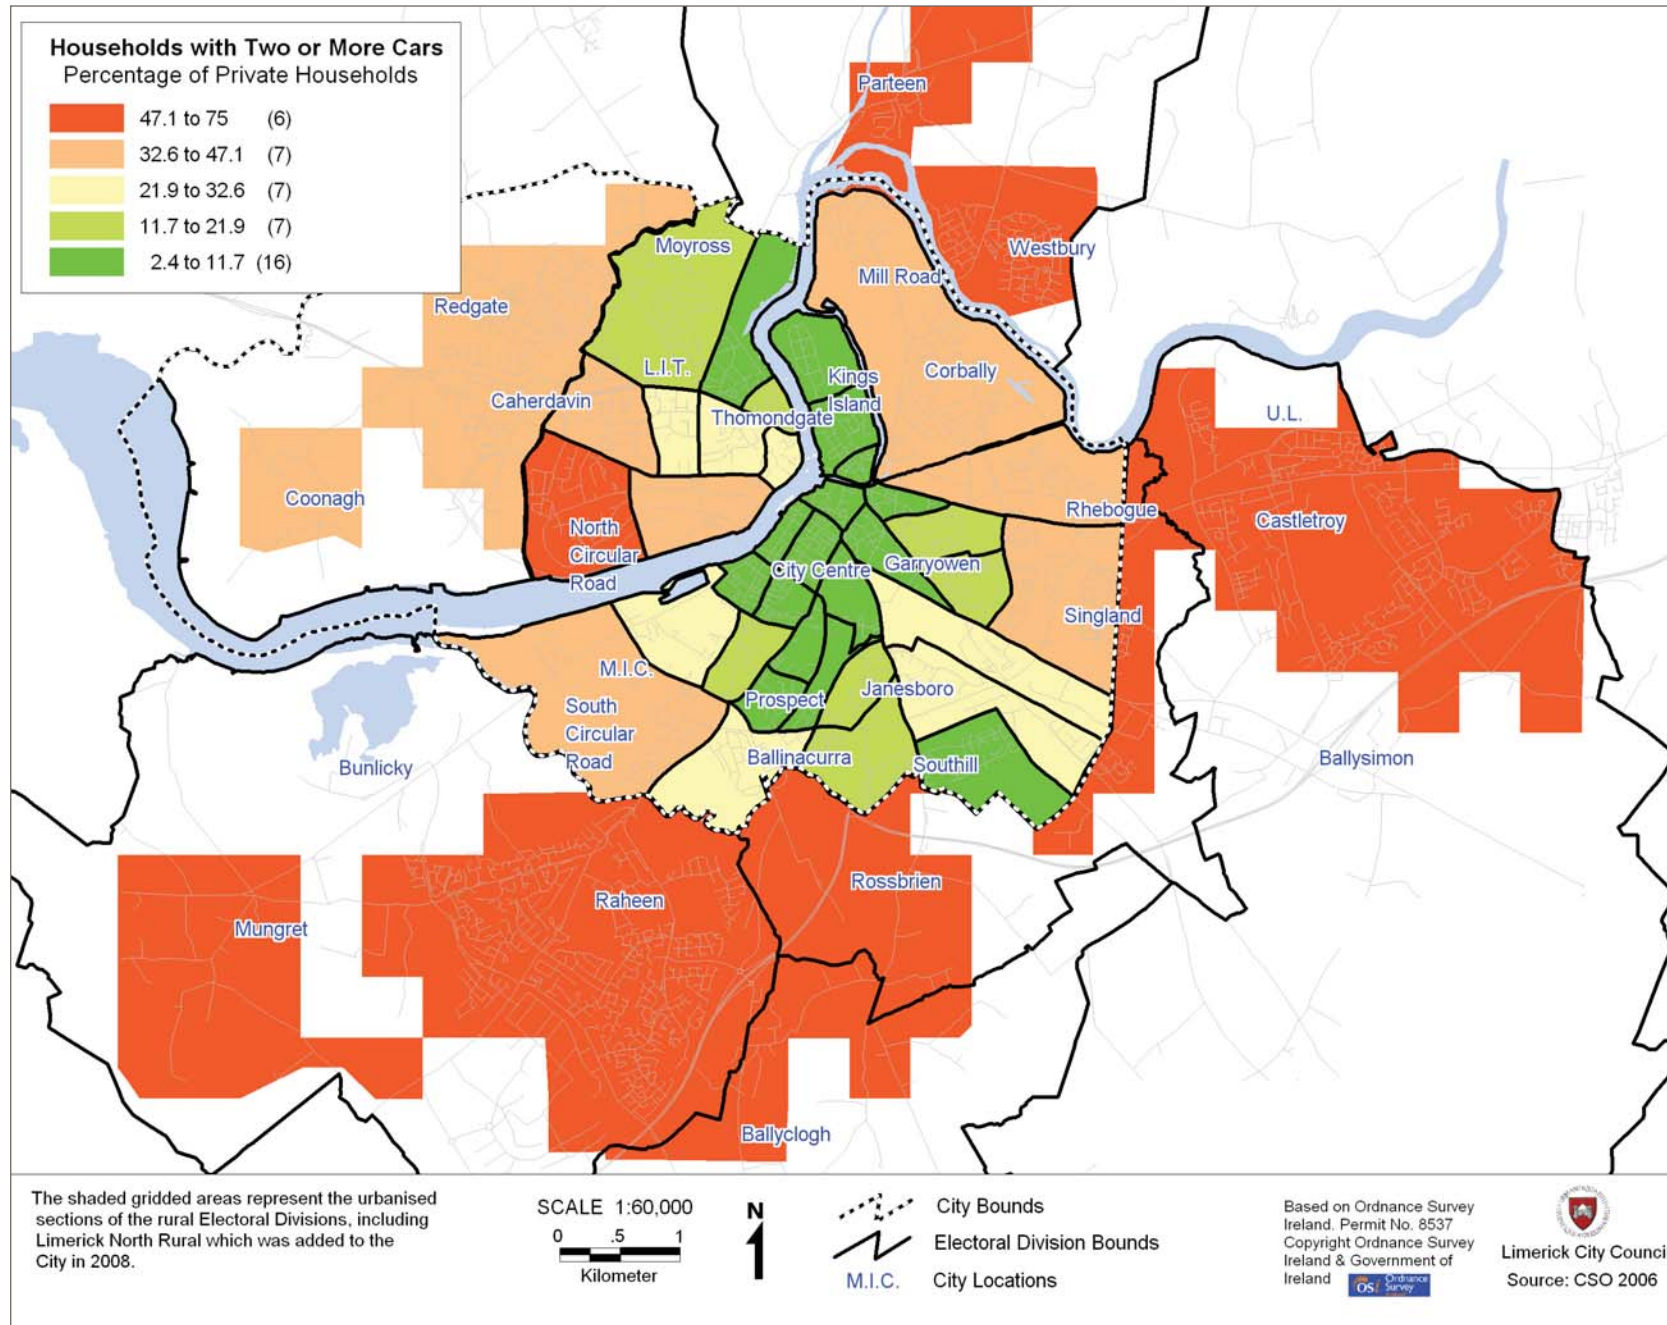 Households with Two or More Cars
Percentage of Private Households
47.1 to 75 (6)
32.6 to 47.1 (7)
21.9 to 32.6 (7)
11.7 to 21.9 (7)
2.4 to 11.7 (16)
Parteen
Westbury
Moyross
Mill Road
Redgate
L.I.T.
Kings
Island
Corbally
Caherdavin
Thomondgate
U.L.
Coonagh
Rhebogue
Castletroy
North
Circular
Road
City Centre
Garryowen
Singland
M.I.C.
Janesboro
Prospect
South
Circular
Road
Ballinacurra
Southill
Ballysimon
Bunlicky
Rossbrien
Raheen
Mungret
Ballyclogh
The shaded gridded areas represent the urbanised
sections of the rural Electoral Divisions, including
Limerick North Rural which was added to the
City in 2008.
SCALE 1:60,000
0 .5 1
Kilometer
N
City Bounds
Electoral Division Bounds
M.I.C. City Locations
Based on Ordnance Survey
Ireland. Permit No. 8537
Copyright Ordnance Survey
Ireland & Government of
Ireland
OSi Ordnance
Survey
Limerick City Counci
Source: CSO 2006